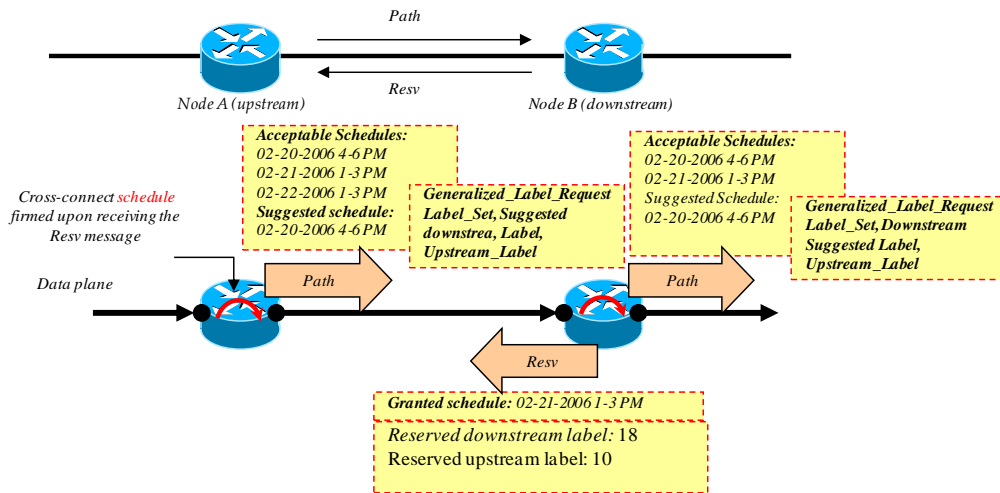 Path
Resv
Node A (upstream)
Node B (downstream)
Acceptable Schedules:
02-20-2006 4-6 PM
02-21-2006 1-3 PM
02-22-2006 1-3 PM
Suggested schedule:
02-20-2006 4-6 PM
Generalized_Label_Request
Label_Set, Suggested
downstrea, Label,
Upstream_Label
Acceptable Schedules:
02-20-2006 4-6 PM
02-21-2006 1-3 PM
Suggested Schedule:
02-20-2006 4-6 PM
Generalized_Label_Request
Label_Set, Downstream
Suggested Label,
Upstream_Label
Cross-connect schedule
firmed upon receiving the
Resv message
Data plane
Path
Path
Resv
Granted schedule: 02-21-2006 1-3 PM
Reserved downstream label: 18
Reserved upstream label: 10